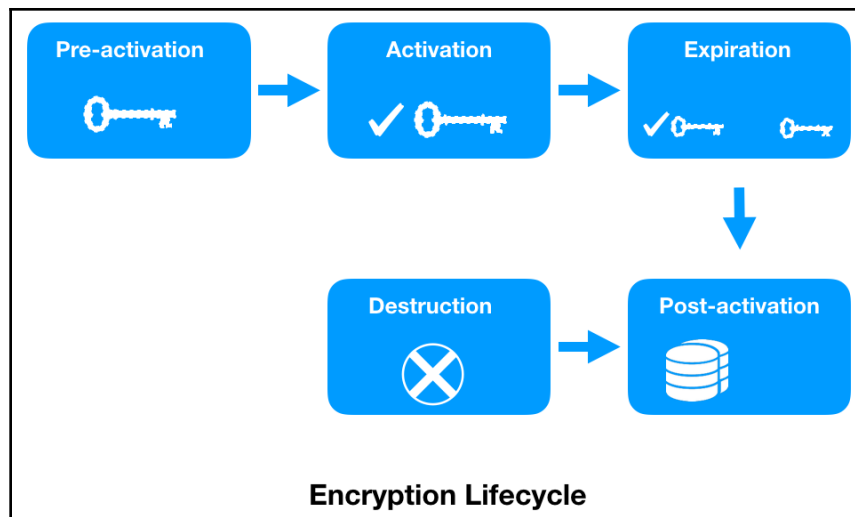 Pre-activation
Activation
Expiration
Destruction
Post-activation
Encryption Lifecycle